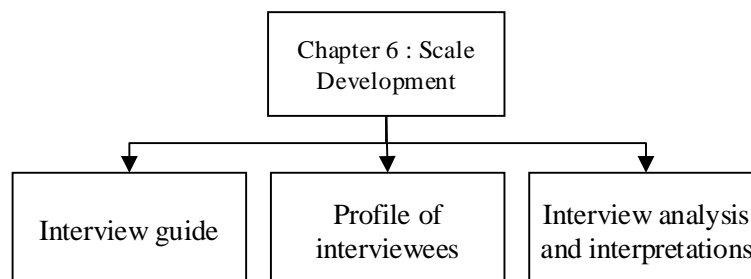 Chapter 6 : Scale
Development
Interview guide
Profile of
interviewees
Interview analysis
and interpretations